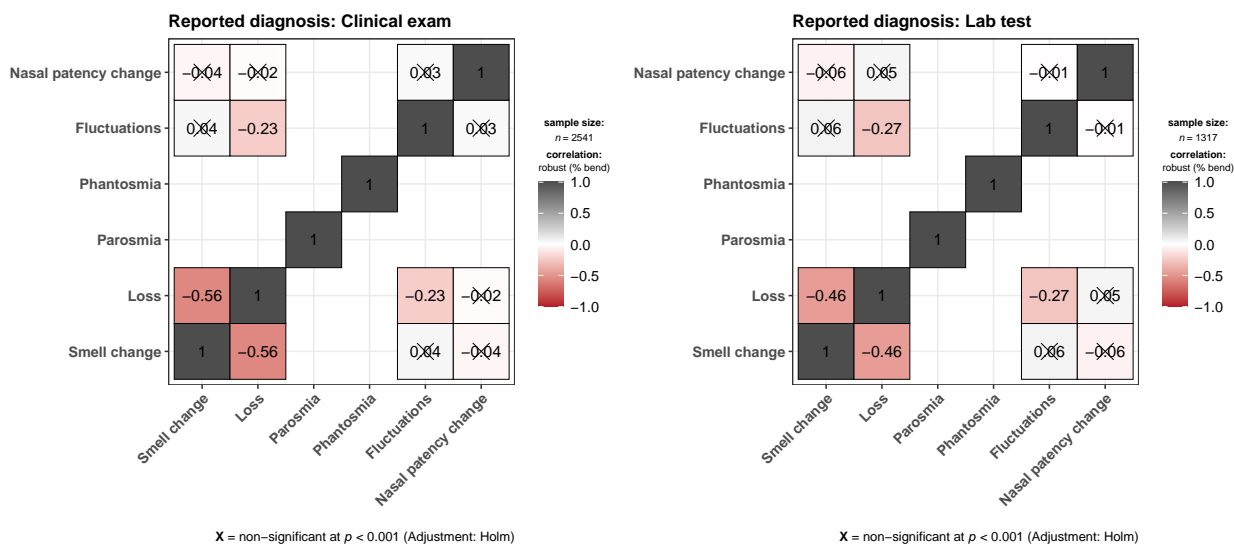 Reported diagnosis: Clinical exam
Nasal patency change
−0.04 −0.02 0.03 1
Fluctuations
0.04 −0.23 1 0.03
Phantosmia
1
Parosmia
1
Loss
−0.56 1 −0.23 −0.02
Smell change
1 −0.56 0.04 −0.04
Smell change
Loss
Parosmia
Phantosmia
Fluctuations
Nasal patency change
sample size:
n = 2541
correlation:
robust (% bend)
1.0
0.5
0.0
−0.5
−1.0
X = non−significant at p < 0.001 (Adjustment: Holm)
Reported diagnosis: Lab test
Nasal patency change
−0.06 0.05 −0.01 1
Fluctuations
0.06 −0.27 1 −0.01
Phantosmia
1
Parosmia
1
Loss
−0.46 1 −0.27 0.05
Smell change
1 −0.46 0.06 −0.06
Smell change
Loss
Parosmia
Phantosmia
Fluctuations
Nasal patency change
sample size:
n = 1317
correlation:
robust (% bend)
1.0
0.5
0.0
−0.5
−1.0
X = non−significant at p < 0.001 (Adjustment: Holm)